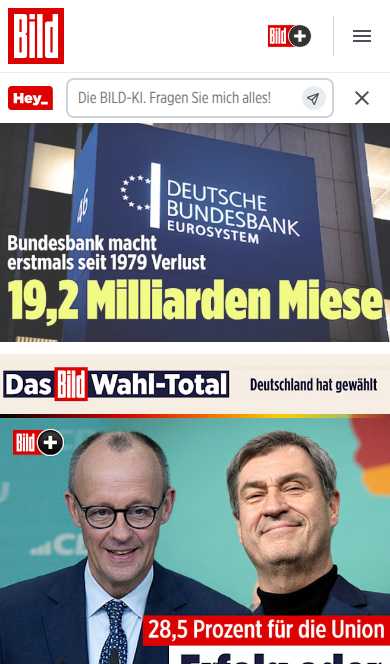 Bild
Bild+
Hey_
Die BILD-KI. Fragen Sie mich alles!
46
DEUTSCHE
BUNDESBANK
EUROSYSTEM
Bundesbank macht
erstmals seit 1979 Verlust
19,2 Milliarden Miese
Das Bild Wahl-Total
Deutschland hat gewählt
Bild+
28,5 Prozent für die Union